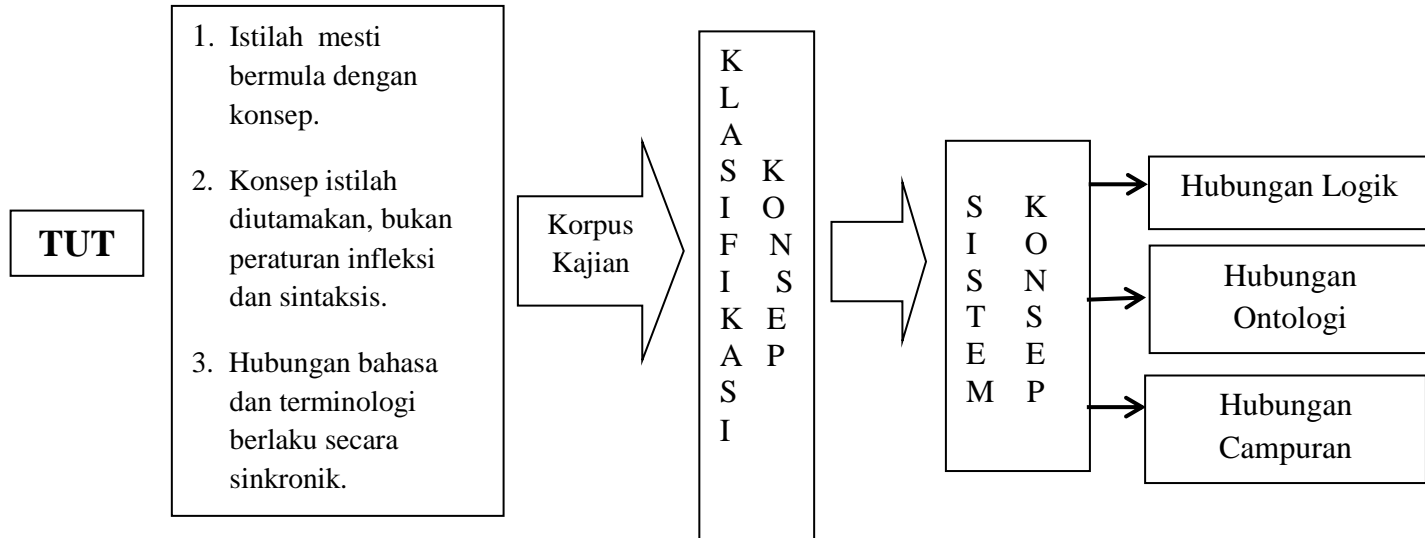 TUT
1. Istilah mesti
bermula dengan
konsep.
2. Konsep istilah
diutamakan, bukan
peraturan infleksi
dan sintaksis.
3. Hubungan bahasa
dan terminologi
berlaku secara
sinkronik.
Korpus
Kajian
KLASIFIKASI
KONSEP
SISTEM
KONSEP
Hubungan Logik
Hubungan
Ontologi
Hubungan
Campuran